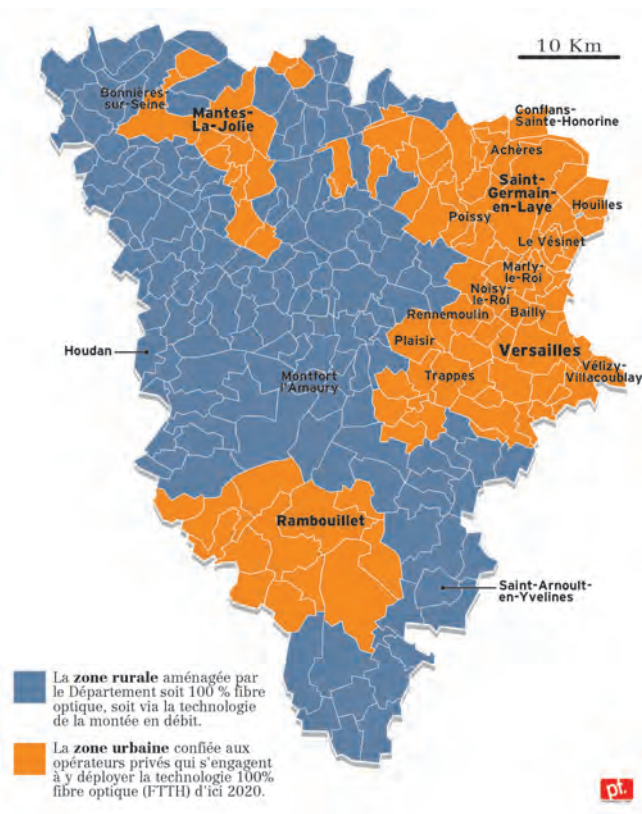 10 Km
Bonnières-
sur-Seine
Mantes-
La-Jolie
Conflans-
Sainte-Honorine
Achères
Saint-
Germain-
en-Laye
Houilles
Poissy
Le Vésinet
Marly-
le-Roi
Noisy-
le-Roi
Bailly
Rennemoulin
Plaisir
Versailles
Houdan
Montfort
l'Amaury
Trappes
Vélizy-
Villacoublay
Rambouillet
Saint-Arnoult-
en-Yvelines
La zone rurale aménagée par
le Département soit 100 % fibre
optique, soit via la technologie
de la montée en débit.
La zone urbaine confiée aux
opérateurs privés qui s'engagent
à y déployer la technologie 100%
fibre optique (FTTH) d'ici 2020.
pt.